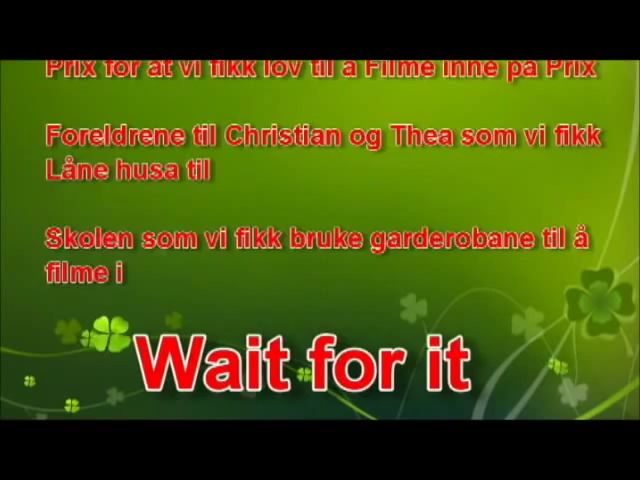 Prix for at vi fikk lov til å Filme inne på Prix
Foreldrene til Christian og Thea som vi fikk
Låne husa til
Skolen som vi fikk bruke garderobane til å
filme i
Wait for it